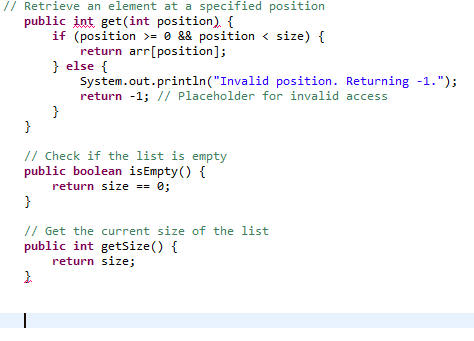 // Retrieve an element at a specified position
public int get(int position) {
if (position >= 0 && position < size) {
return arr[position];
} else {
System.out.println("Invalid position. Returning -1.");
return -1; // Placeholder for invalid access
}
}
// Check if the list is empty
public boolean isEmpty() {
return size == 0;
}
// Get the current size of the list
public int getSize() {
return size;
}